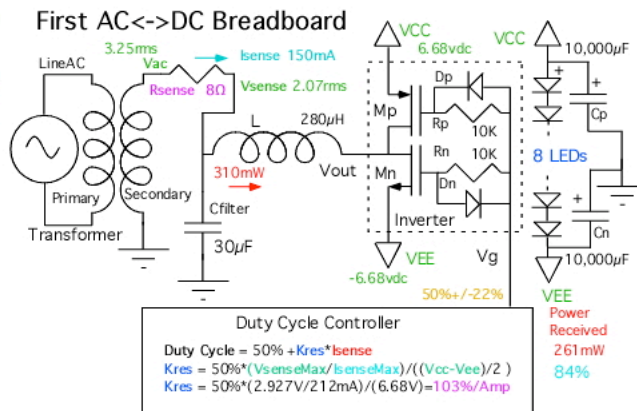 First AC<->DC Breadboard
3.25rms
LineAC
Vac
Isense 150mA
Rsense 8Ω
Vsense 2.07rms
VCC
6.68vdc
VCC
10,000µF
Dp
Mp
Rp
10K
Cp
L
280µH
Vout
310mW
Rn
10K
Mn
Dn
8 LEDs
Primary
Secondary
Transformer
Cfilter
30µF
Inverter
Cn
10,000µF
VEE
-6.68vdc
Vg
VEE
50%+/-22%
Power
Received
261mW
84%
Duty Cycle Controller
Duty Cycle = 50% +Kres*Isense
Kres = 50%*(VsenseMax/IsenseMax)/((Vcc-Vee)/2 )
Kres = 50%*(2.927V/212mA)/(6.68V)=103%/Amp
+
+